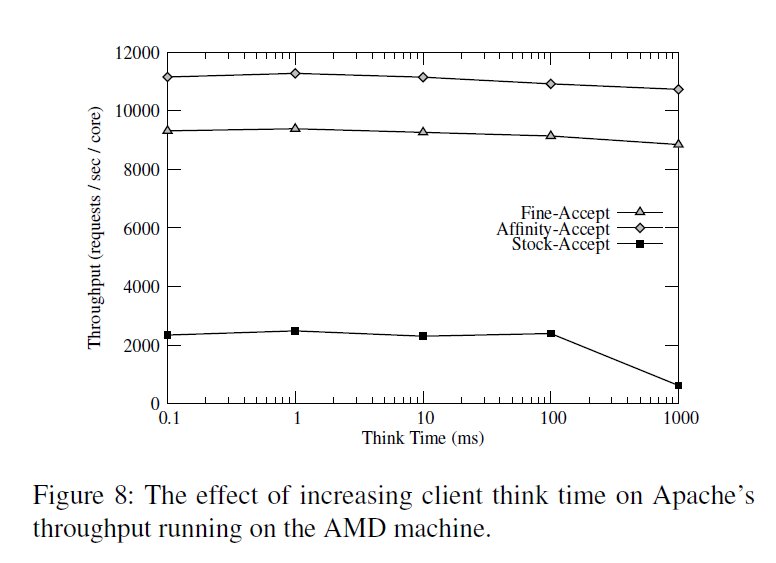 12000
10000
8000
6000
4000
2000
0
Throughput (requests / sec / core)
Fine-Accept
Affinity-Accept
Stock-Accept
0.1 1 10 100 1000
Think Time (ms)
Figure 8: The effect of increasing client think time on Apache's
throughput running on the AMD machine.